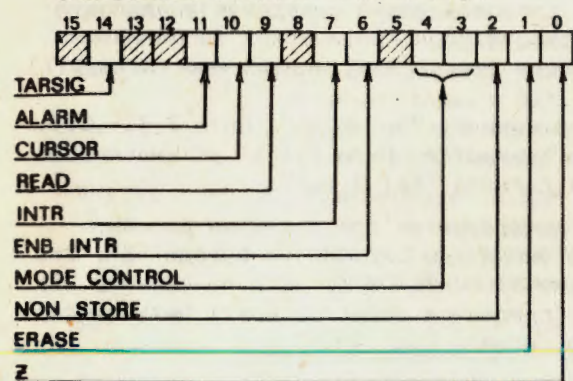 15 14 13 12 11 10 9 8 7 6 5 4 3 2 1 0
TARSIG
ALARM
CURSOR
READ
INTR
ENB INTR
MODE CONTROL
NON STORE
ERASE
Z